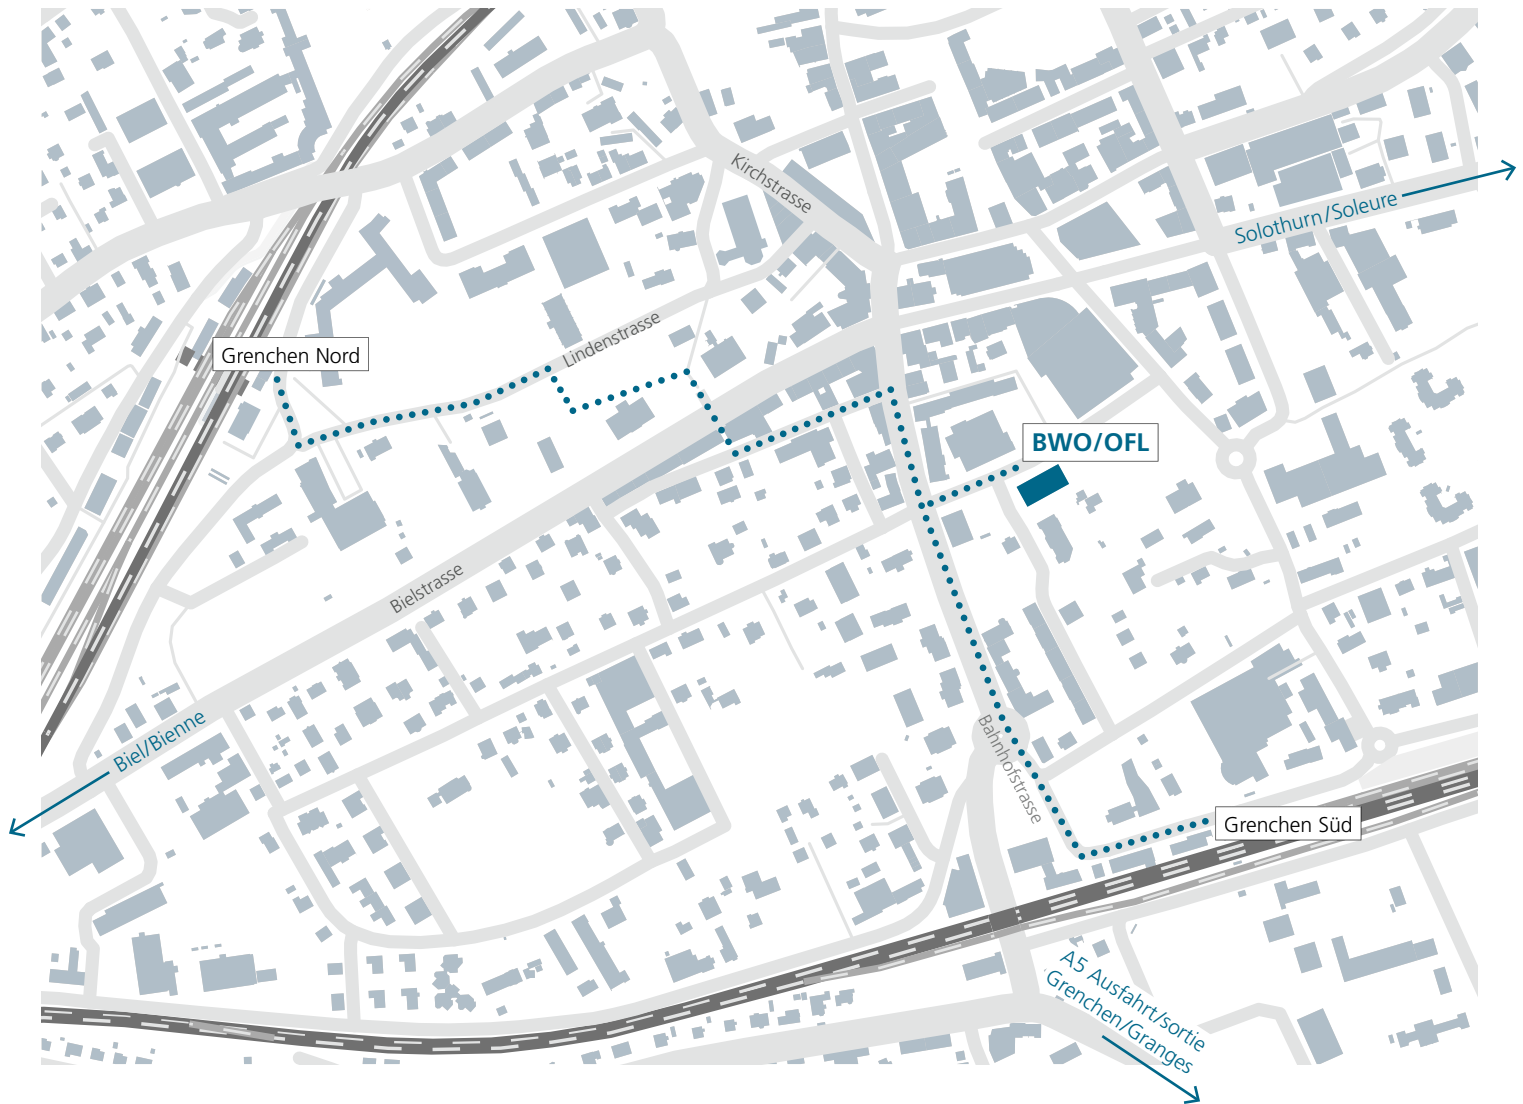 Kirchstrasse
Solothurn/Soleure
Lindenstrasse
Grenchen Nord
BWO/OFL
Bielstrasse
Biel/Bienne
Bahnhofstrasse
Grenchen Süd
A5 Ausfahrt/sortie
Grenchen/Granges